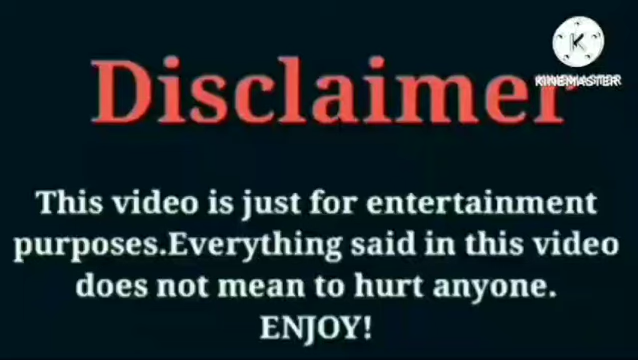 K
KINEMASTER
Disclaimer
This video is just for entertainment
purposes.Everything said in this video
does not mean to hurt anyone.
ENJOY!